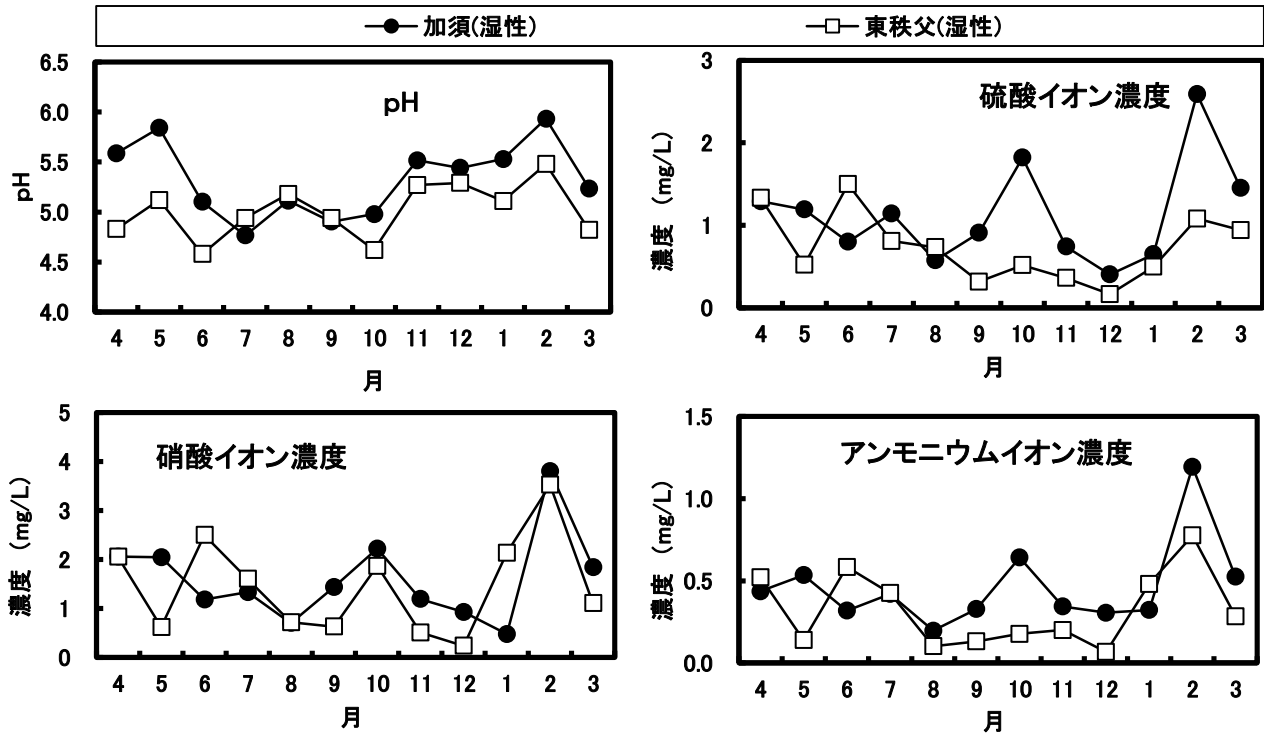 加須(湿性) 東秩父(湿性)
pH
pH
6.5
6.0
5.5
5.0
4.5
4.0
4 5 6 7 8 9 10 11 12 1 2 3
月
硫酸イオン濃度
濃度 (mg/L)
3
2
1
0
4 5 6 7 8 9 10 11 12 1 2 3
月
硝酸イオン濃度
濃度 (mg/L)
5
4
3
2
1
0
4 5 6 7 8 9 10 11 12 1 2 3
月
アンモニウムイオン濃度
濃度 (mg/L)
1.5
1.0
0.5
0.0
4 5 6 7 8 9 10 11 12 1 2 3
月